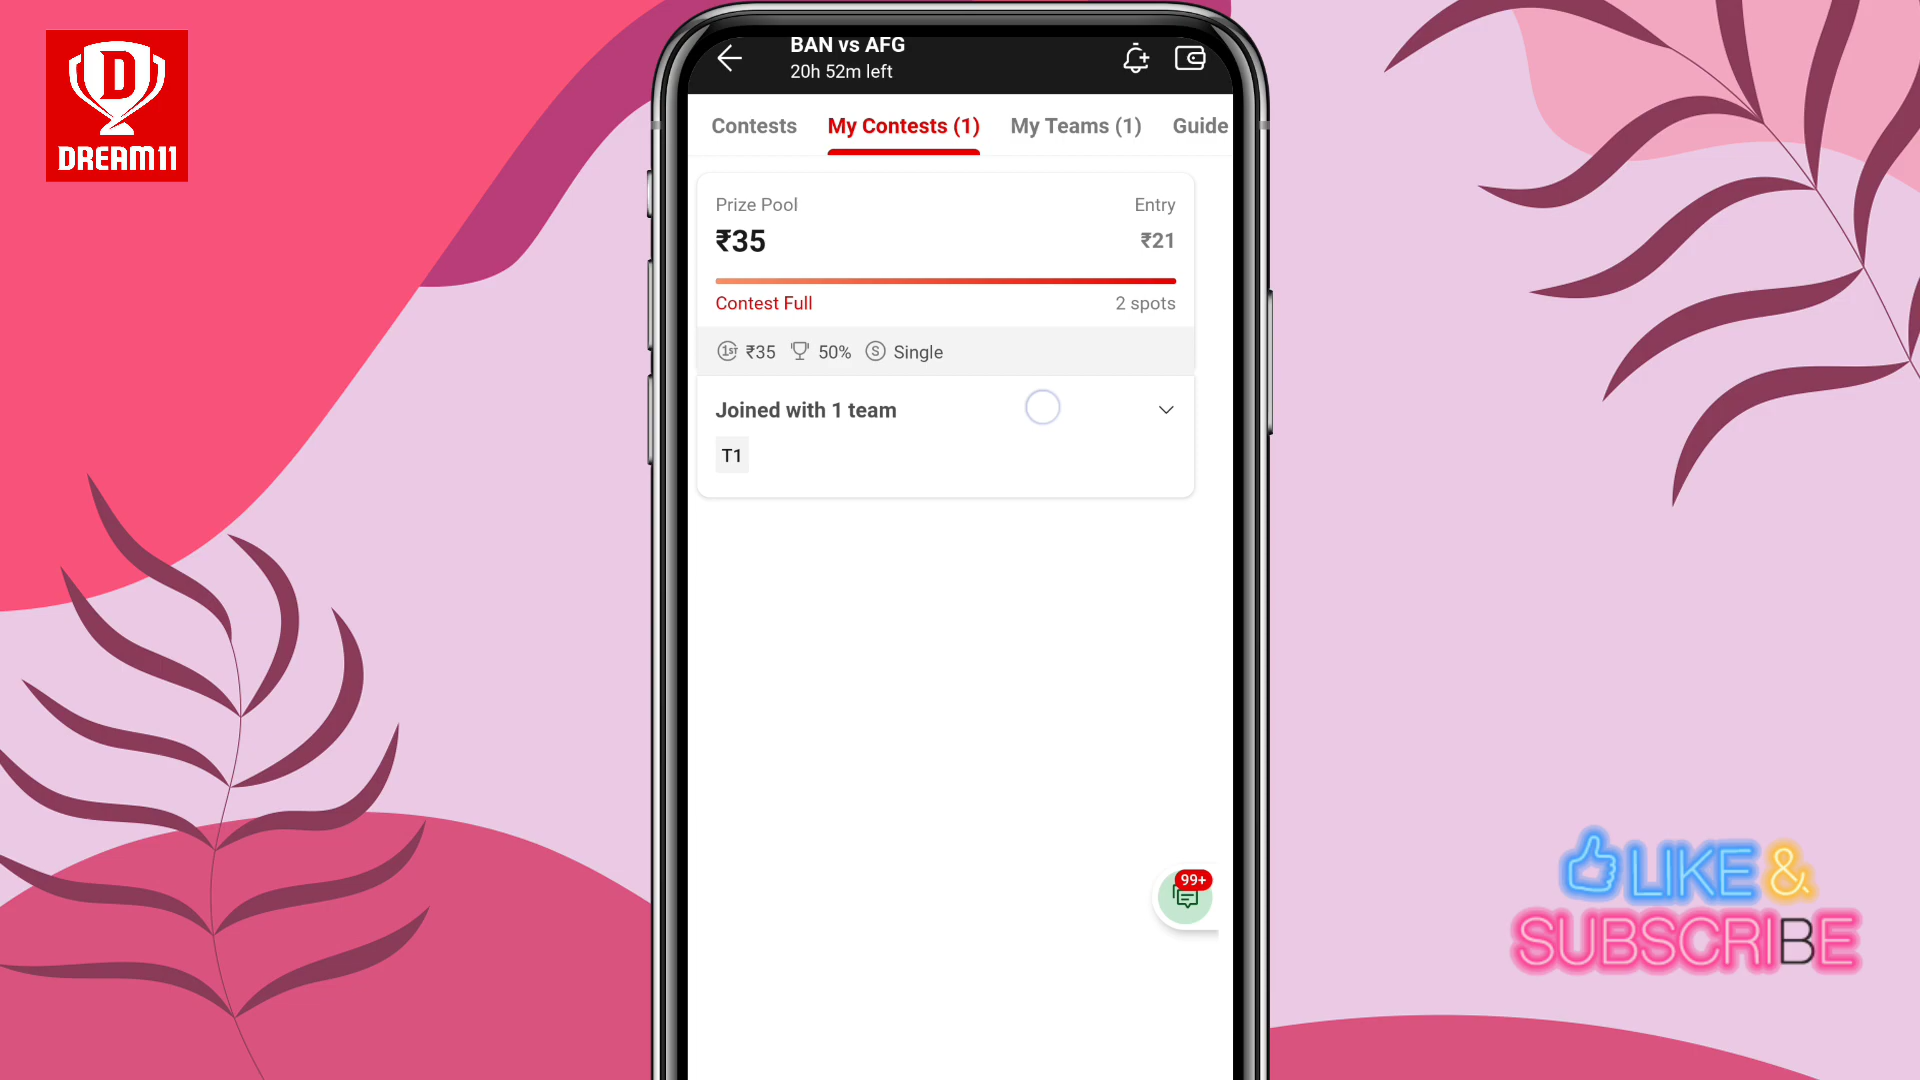 DREAM11
BAN vs AFG
20h 52m left
Contests My Contests (1) My Teams (1) Guide
Prize Pool Entry
₹35 ₹21
Contest Full 2 spots
1ST ₹35 50% S Single
Joined with 1 team
T1
99+
LIKE &
SUBSCRIBE